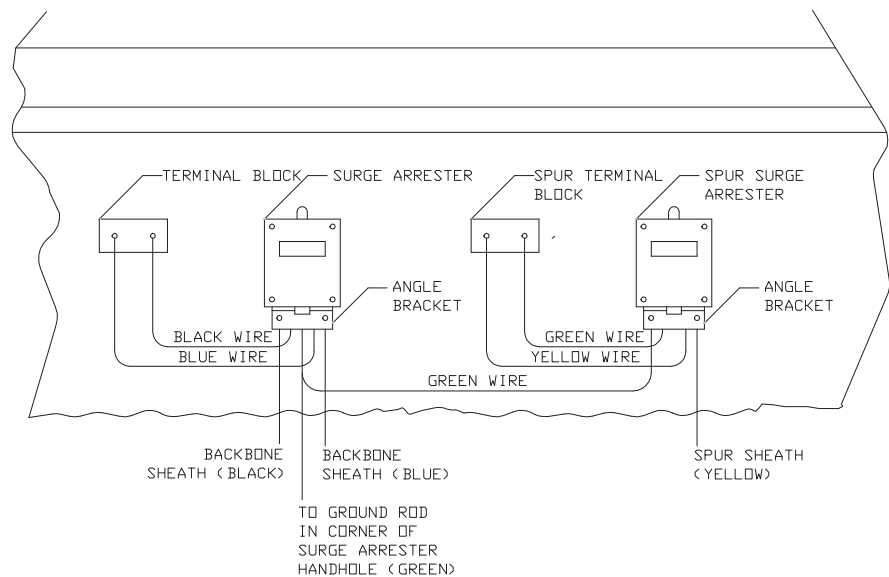 TERMINAL BLOCK
SURGE ARRESTER
SPUR TERMINAL
BLOCK
SPUR SURGE
ARRESTER
ANGLE
BRACKET
ANGLE
BRACKET
BLACK WIRE
BLUE WIRE
GREEN WIRE
YELLOW WIRE
GREEN WIRE
BACKBONE
SHEATH (BLACK)
BACKBONE
SHEATH (BLUE)
SPUR SHEATH
(YELLOW)
TO GROUND ROD
IN CORNER OF
SURGE ARRESTER
HANDHOLE (GREEN)